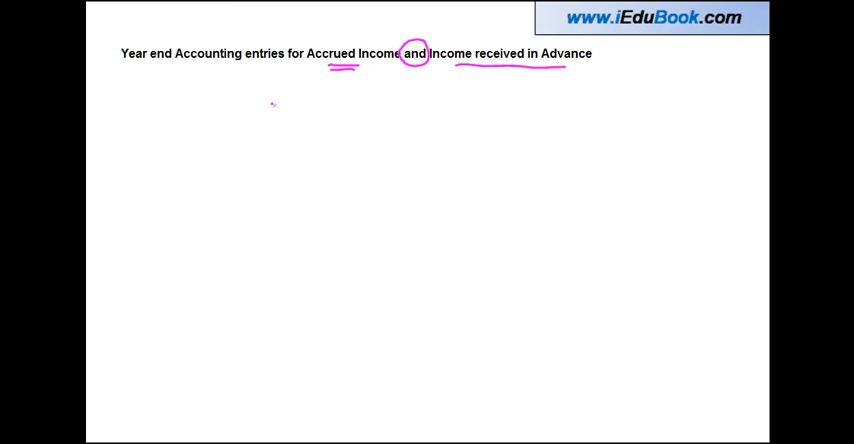 www.iEduBook.com
Year end Accounting entries for Accrued Income and Income received in Advance